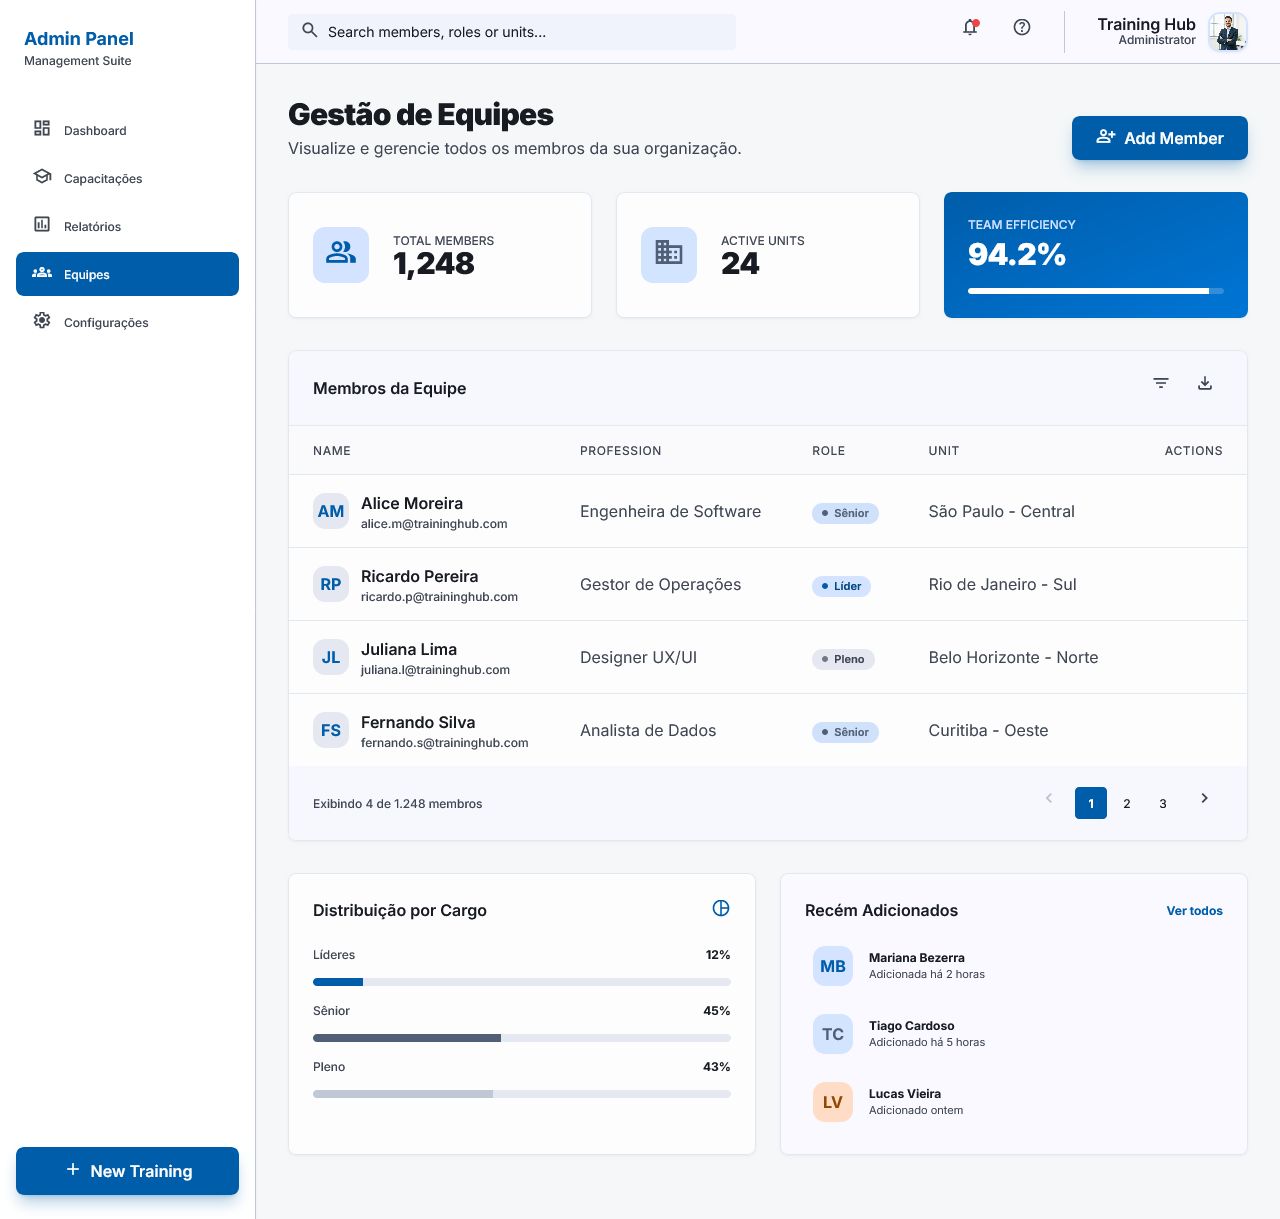 Admin Panel
Management Suite
Dashboard
Capacitações
Relatórios
Equipes
Configurações
New Training
Search members, roles or units...
Training Hub
Administrator
Gestão de Equipes
Visualize e gerencie todos os membros da sua organização.
Add Member
TOTAL MEMBERS
1,248
ACTIVE UNITS
24
TEAM EFFICIENCY
94.2%
Membros da Equipe
NAME PROFESSION ROLE UNIT ACTIONS
AM Alice Moreira
alice.m@traininghub.com
Engenheira de Software
Sênior
São Paulo - Central
RP Ricardo Pereira
ricardo.p@traininghub.com
Gestor de Operações
Líder
Rio de Janeiro - Sul
JL Juliana Lima
juliana.l@traininghub.com
Designer UX/UI
Pleno
Belo Horizonte - Norte
FS Fernando Silva
fernando.s@traininghub.com
Analista de Dados
Sênior
Curitiba - Oeste
Exibindo 4 de 1.248 membros
1 2 3
Distribuição por Cargo
Líderes 12%
Sênior 45%
Pleno 43%
Recém Adicionados
Ver todos
MB Mariana Bezerra
Adicionada há 2 horas
TC Tiago Cardoso
Adicionado há 5 horas
LV Lucas Vieira
Adicionado ontem